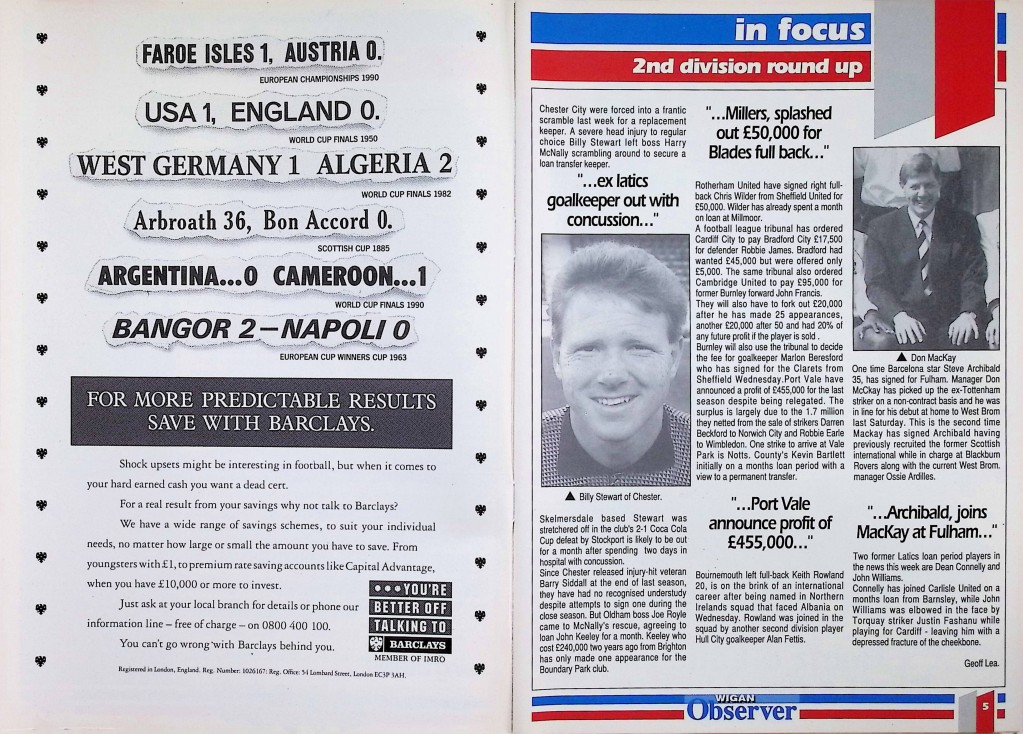 FAROE ISLES 1, AUSTRIA 0.
EUROPEAN CHAMPIONSHIPS 1990
USA 1, ENGLAND 0.
WORLD CUP FINALS 1950
WEST GERMANY 1 ALGERIA 2
WORLD CUP FINALS 1982
Arbroath 36, Bon Accord 0.
SCOTTISH CUP 1885
ARGENTINA...0 CAMEROON...1
WORLD CUP FINALS 1990
BANGOR 2 – NAPOLI 0
EUROPEAN CUP WINNERS CUP 1963
FOR MORE PREDICTABLE RESULTS
SAVE WITH BARCLAYS.
Shock upsets might be interesting in football, but when it comes to
your hard earned cash you want a dead cert.
For a real result from your savings why not talk to Barclays?
We have a wide range of savings schemes, to suit your individual
needs, no matter how large or small the amount you have to save. From
youngsters with £1, to premium rate saving accounts like Capital Advantage,
when you have £10,000 or more to invest.
Just ask at your local branch for details or phone our
information line – free of charge – on 0800 400 100.
You can't go wrong with Barclays behind you.
•••YOU'RE
BETTER OFF
TALKING TO
BARCLAYS
MEMBER OF IMRO
Registered in London, England. Reg. Number: 1026167: Reg. Office: 54 Lombard Street, London EC3P 3AH.
in focus
2nd division round up
Chester City were forced into a frantic
scramble last week for a replacement
keeper. A severe head injury to regular
choice Billy Stewart left boss Harry
McNally scrambling around to secure a
loan transfer keeper.
"...ex latics
goalkeeper out with
concussion..."
▲ Billy Stewart of Chester.
Skelmersdale based Stewart was
stretchered off in the club's 2-1 Coca Cola
Cup defeat by Stockport is likely to be out
for a month after spending two days in
hospital with concussion.
Since Chester released injury-hit veteran
Barry Siddall at the end of last season,
they have had no recognised understudy
despite attempts to sign one during the
close season. But Oldham boss Joe Royle
came to McNally's rescue, agreeing to
loan John Keeley for a month. Keeley who
cost £240,000 two years ago from Brighton
has only made one appearance for the
Boundary Park club.
"...Millers, splashed
out £50,000 for
Blades full back..."
Rotherham United have signed right full-
back Chris Wilder from Sheffield United for
£50,000. Wilder has already spent a month
on loan at Millmoor.
A football league tribunal has ordered
Cardiff City to pay Bradford City £17,500
for defender Robbie James. Bradford had
wanted £45,000 but were offered only
£5,000. The same tribunal also ordered
Cambridge United to pay £95,000 for
former Burnley forward John Francis.
They will also have to fork out £20,000
after he has made 25 appearances,
another £20,000 after 50 and had 20% of
any future profit if the player is sold .
Burnley will also use the tribunal to decide
the fee for goalkeeper Marlon Beresford
who has signed for the Clarets from
Sheffield Wednesday.Port Vale have
announced a profit of £455,000 for the last
season despite being relegated. The
surplus is largely due to the 1.7 million
they netted from the sale of strikers Darren
Beckford to Norwich City and Robbie Earle
to Wimbledon. One strike to arrive at Vale
Park is Notts. County's Kevin Bartlett
initially on a months loan period with a
view to a permanent transfer.
"...Port Vale
announce profit of
£455,000..."
Bournemouth left full-back Keith Rowland
20, is on the brink of an international
career after being named in Northern
Irelands squad that faced Albania on
Wednesday. Rowland was joined in the
squad by another second division player
Hull City goalkeeper Alan Fettis.
▲ Don MacKay
One time Barcelona star Steve Archibald
35, has signed for Fulham. Manager Don
McCkay has picked up the ex-Tottenham
striker on a non-contract basis and he was
in line for his debut at home to West Brom
last Saturday. This is the second time
Mackay has signed Archibald having
previously recruited the former Scottish
international while in charge at Blackburn
Rovers along with the current West Brom.
manager Ossie Ardilles.
"...Archibald, joins
MacKay at Fulham..."
Two former Latics loan period players in
the news this week are Dean Connelly and
John Williams.
Connelly has joined Carlisle United on a
months loan from Barnsley, while John
Williams was elbowed in the face by
Torquay striker Justin Fashanu while
playing for Cardiff - leaving him with a
depressed fracture of the cheekbone.
Geoff Lea.
WIGAN
Observer
5